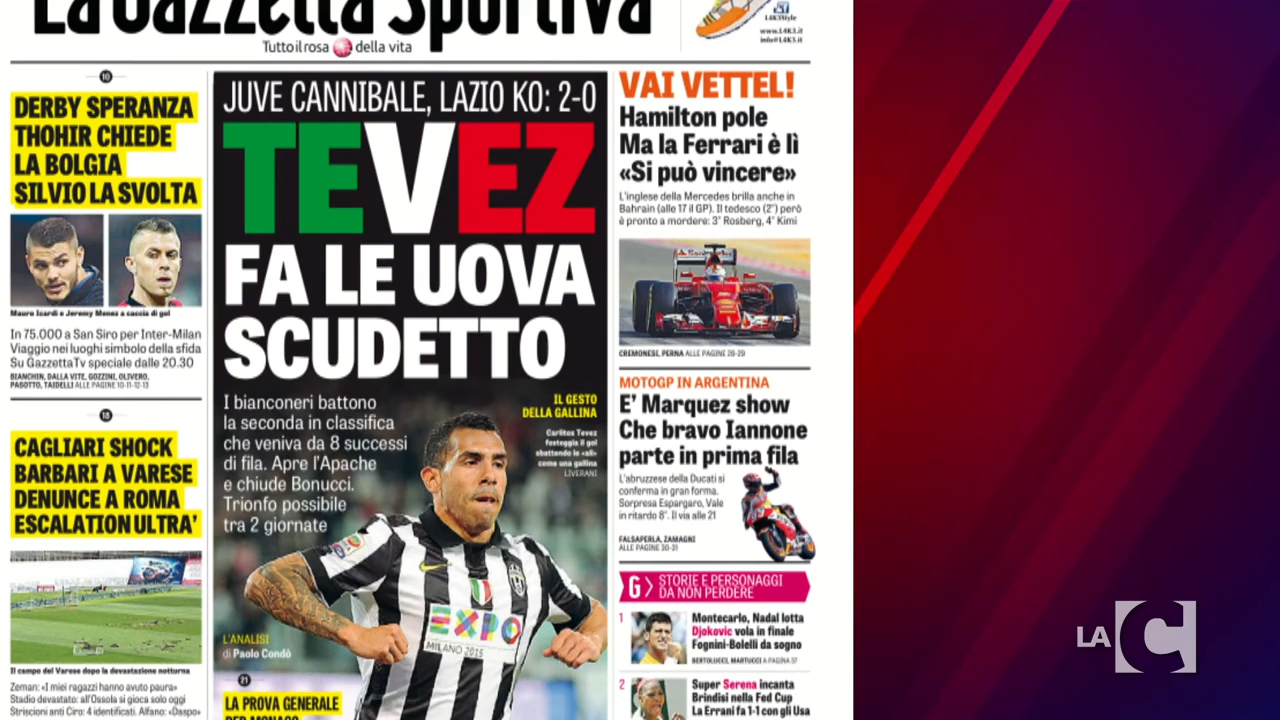 La Gazzetta Sportiva
Tutto il rosa della vita
L4K3Style
www.L4K3.it
info@L4K3.it
10
DERBY SPERANZA
THOHIR CHIEDE
LA BOLGIA
SILVIO LA SVOLTA
Mauro Icardi e Jeremy Menez a caccia di gol
In 75.000 a San Siro per Inter-Milan
Viaggio nei luoghi simbolo della sfida
Su GazzettaTv speciale dalle 20.30
BIANCHIN, DALLA VITE, GOZZINI, OLIVERO,
PASOTTO, TAIDELLI ALLE PAGINE 10-11-12-13
18
CAGLIARI SHOCK
BARBARI A VARESE
DENUNCE A ROMA
ESCALATION ULTRA'
Il campo del Varese dopo la devastazione notturna
Zeman: «I miei ragazzi hanno avuto paura»
Stadio devastato: all'Ossola si gioca solo oggi
Striscioni anti Ciro: 4 identificati. Alfano: «Daspo»
JUVE CANNIBALE, LAZIO KO: 2-0
TEVEZ
FA LE UOVA
SCUDETTO
I bianconeri battono
la seconda in classifica
che veniva da 8 successi
di fila. Apre l'Apache
e chiude Bonucci.
Trionfo possibile
tra 2 giornate
IL GESTO
DELLA GALLINA
Carlitos Tevez
festeggia il gol
sbattendo le «ali»
come una gallina
LIVERANI
EXPO
MILANO 2015
L'ANALISI
di Paolo Condò
21
LA PROVA GENERALE
PER MONACO
VAI VETTEL!
Hamilton pole
Ma la Ferrari è lì
«Si può vincere»
L'inglese della Mercedes brilla anche in
Bahrain (alle 17 il GP). Il tedesco (2°) però
è pronto a mordere: 3° Rosberg, 4° Kimi
CREMONESI, PERNA ALLE PAGINE 28-29
MOTOGP IN ARGENTINA
E' Marquez show
Che bravo Iannone
parte in prima fila
L'abruzzese della Ducati si
conferma in gran forma.
Sorpresa Espargaro, Vale
in ritardo 8°. Il via alle 21
FALSAPERLA, ZAMAGNI
ALLE PAGINE 30-31
G STORIE E PERSONAGGI
DA NON PERDERE
1
Montecarlo, Nadal lotta
Djokovic vola in finale
Fognini-Bolelli da sogno
BERTOLUCCI, MARTUCCI A PAGINA 37
2
Super Serena incanta
Brindisi nella Fed Cup
La Errani fa 1-1 con gli Usa
LA C